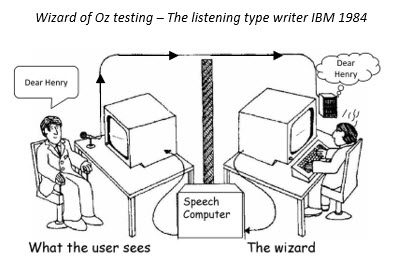 Wizard of Oz testing – The listening type writer IBM 1984
Dear Henry
Dear
Henry
Speech
Computer
What the user sees
The wizard